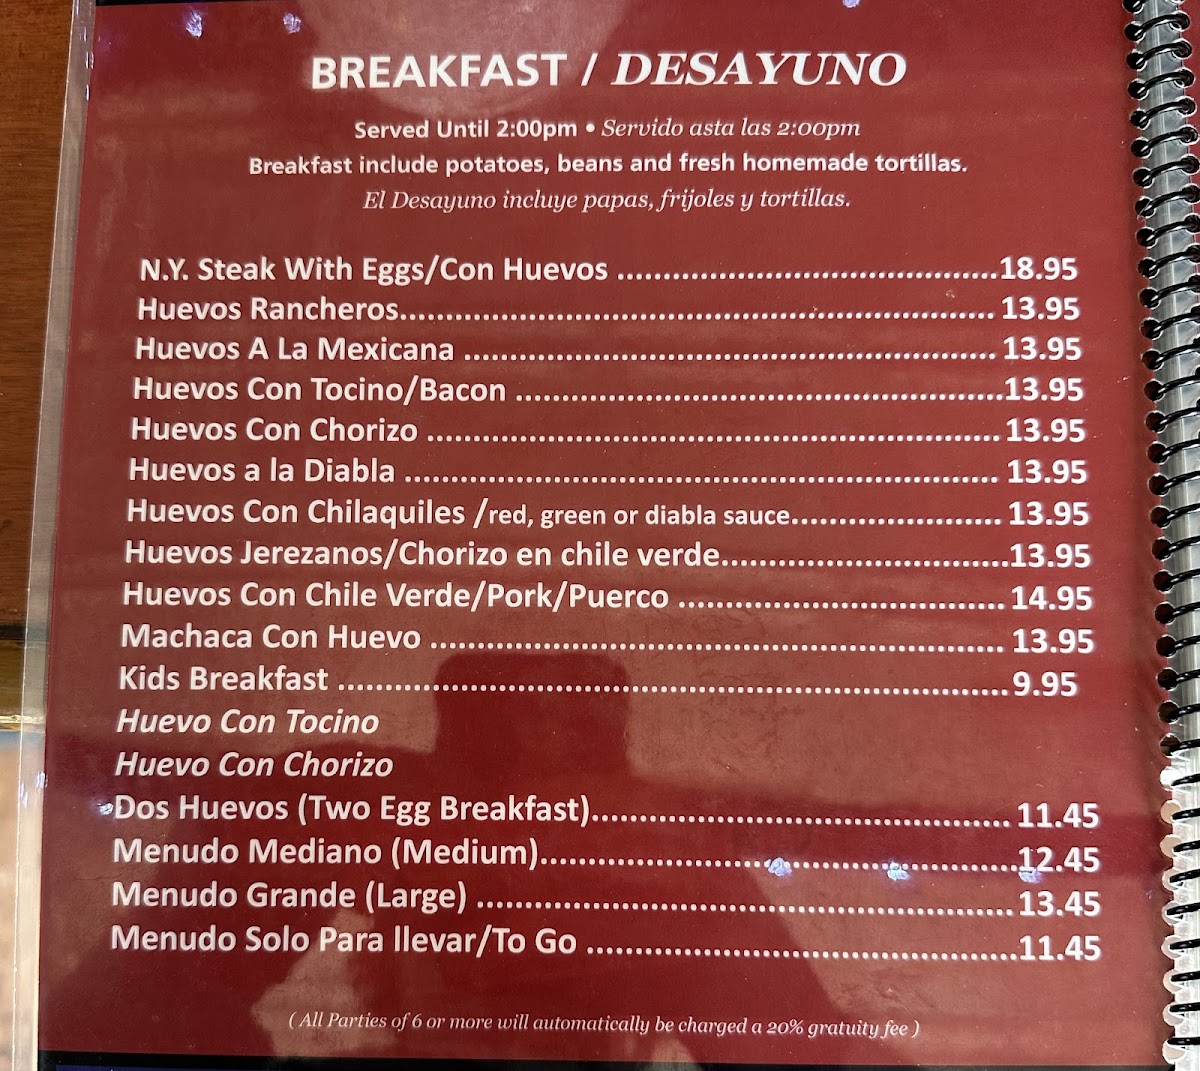 BREAKFAST / DESAYUNO
Served Until 2:00pm • Servido asta las 2:00pm
Breakfast include potatoes, beans and fresh homemade tortillas.
El Desayuno incluye papas, frijoles y tortillas.
N.Y. Steak With Eggs/Con Huevos ........................................18.95
Huevos Rancheros................................................................ 13.95
Huevos A La Mexicana ......................................................... 13.95
Huevos Con Tocino/Bacon ....................................................13.95
Huevos Con Chorizo ............................................................. 13.95
Huevos a la Diabla ................................................................ 13.95
Huevos Con Chilaquiles /red, green or diabla sauce....................... 13.95
Huevos Jerezanos/Chorizo en chile verde...............................13.95
Huevos Con Chile Verde/Pork/Puerco ................................... 14.95
Machaca Con Huevo ............................................................. 13.95
Kids Breakfast ........................................................................ 9.95
Huevo Con Tocino
Huevo Con Chorizo
Dos Huevos (Two Egg Breakfast)............................................. 11.45
Menudo Mediano (Medium)...................................................12.45
Menudo Grande (Large) ......................................................... 13.45
Menudo Solo Para llevar/To Go ..............................................11.45
( All Parties of 6 or more will automatically be charged a 20% gratuity fee )